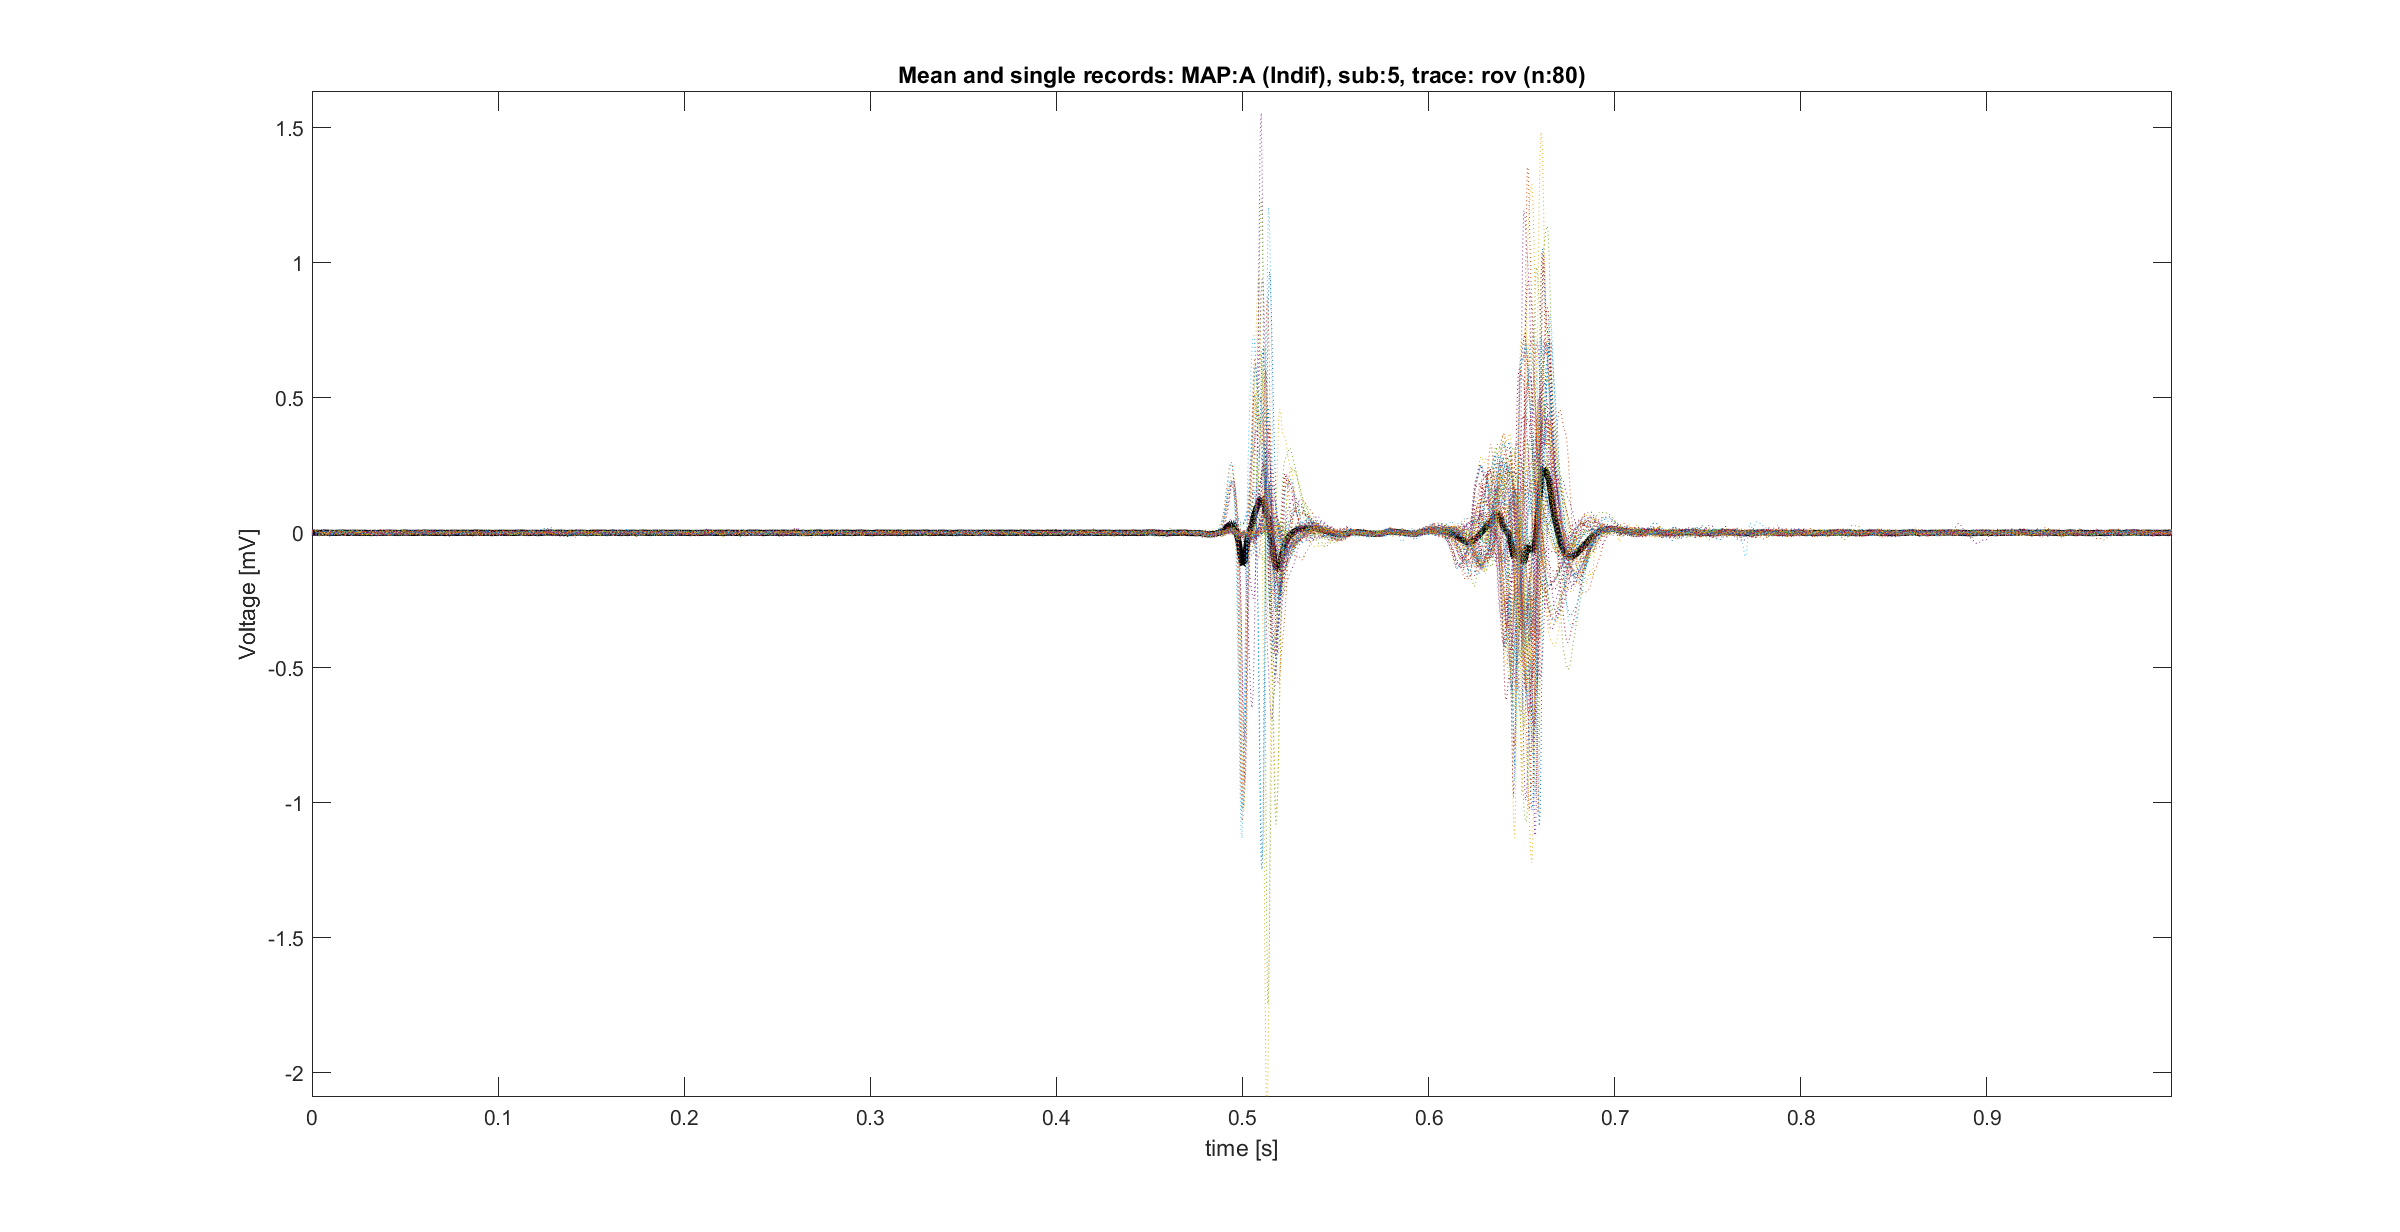 Mean and single records: MAP:A (Indif), sub:5, trace: rov (n:80)
1.5
1
0.5
0
-0.5
-1
-1.5
-2
Voltage [mV]
0 0.1 0.2 0.3 0.4 0.5 0.6 0.7 0.8 0.9
time [s]